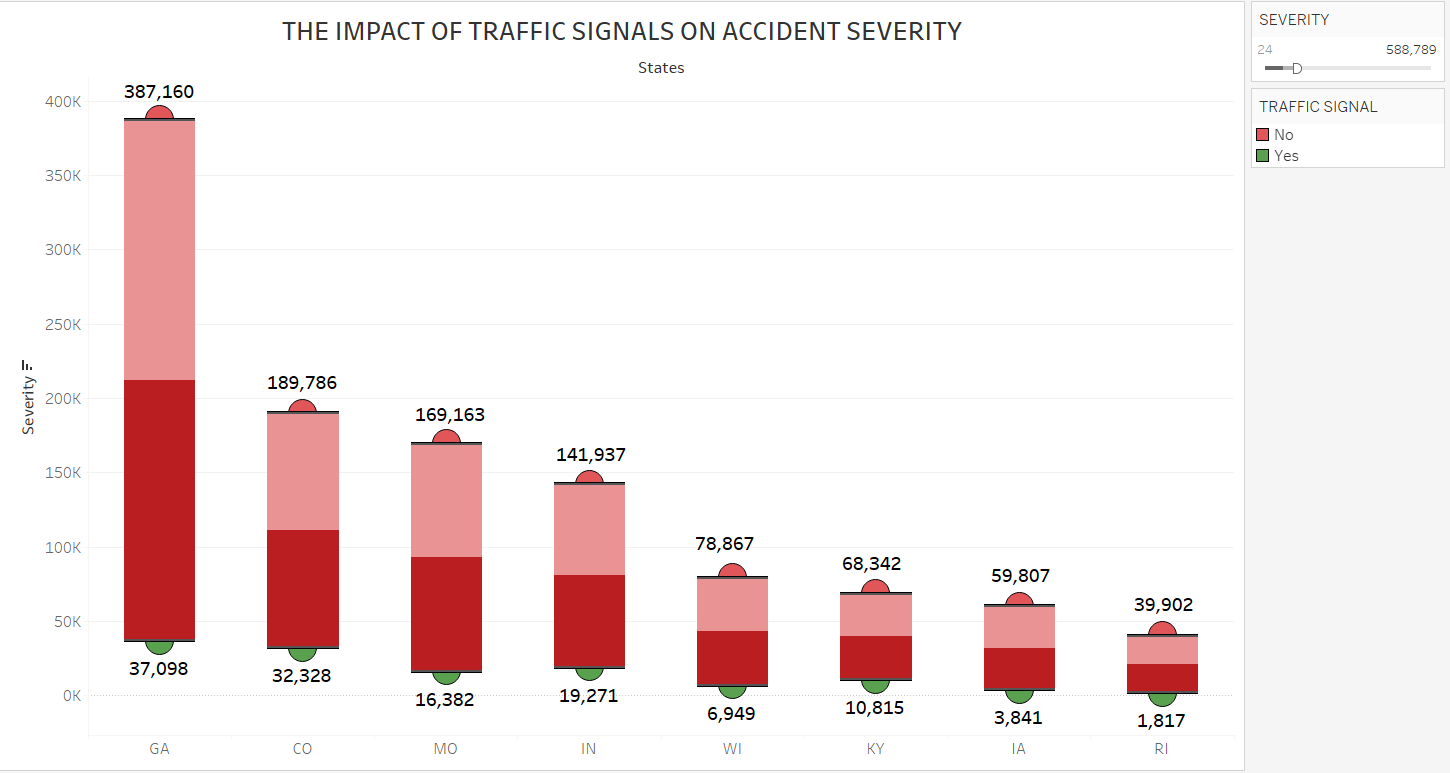 THE IMPACT OF TRAFFIC SIGNALS ON ACCIDENT SEVERITY
States
Severity
400K
350K
300K
250K
200K
150K
100K
50K
0K
387,160
189,786
169,163
141,937
78,867
68,342
59,807
39,902
37,098
32,328
16,382
19,271
6,949
10,815
3,841
1,817
GA CO MO IN WI KY IA RI
SEVERITY
24 588,789
TRAFFIC SIGNAL
No
Yes